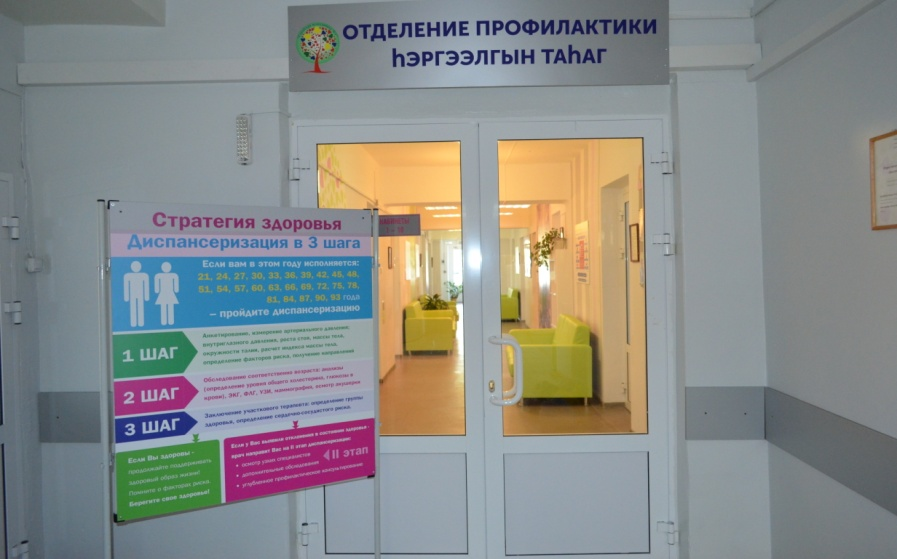 ОТДЕЛЕНИЕ ПРОФИЛАКТИКИ
ҺЭРГЭЭЛГЫН ТАҺАГ
Стратегия здоровья
Диспансеризация в 3 шага
Если вам в этом году исполняется:
21, 24, 27, 30, 33, 36, 39, 42, 45, 48,
51, 54, 57, 60, 63, 66, 69, 72, 75, 78,
81, 84, 87, 90, 93 года
– пройдите диспансеризацию
1 ШАГ
Анкетирование, измерение артериального давления,
внутриглазного давления, роста стоя, массы тела,
окружности талии, расчет индекса массы тела,
определение факторов риска, получение направления
2 ШАГ
Обследование соответственно возрасту: анализы
(определение уровня общего холестерина, глюкозы в
крови), ЭКГ, ФЛГ, УЗИ, маммография, осмотр акушерки
3 ШАГ
Заключение участкового терапевта: определение группы
здоровья, определение сердечно-сосудистого риска.
Если Вы здоровы -
продолжайте поддерживать
здоровый образ жизни!
Помните о факторах риска.
Берегите свое здоровье!
Если у Вас выявили отклонения в состоянии здоровья -
врач направит Вас на II этап диспансеризации
• осмотр узких специалистов
• дополнительные обследования
• углубленное профилактическое консультирование
II этап